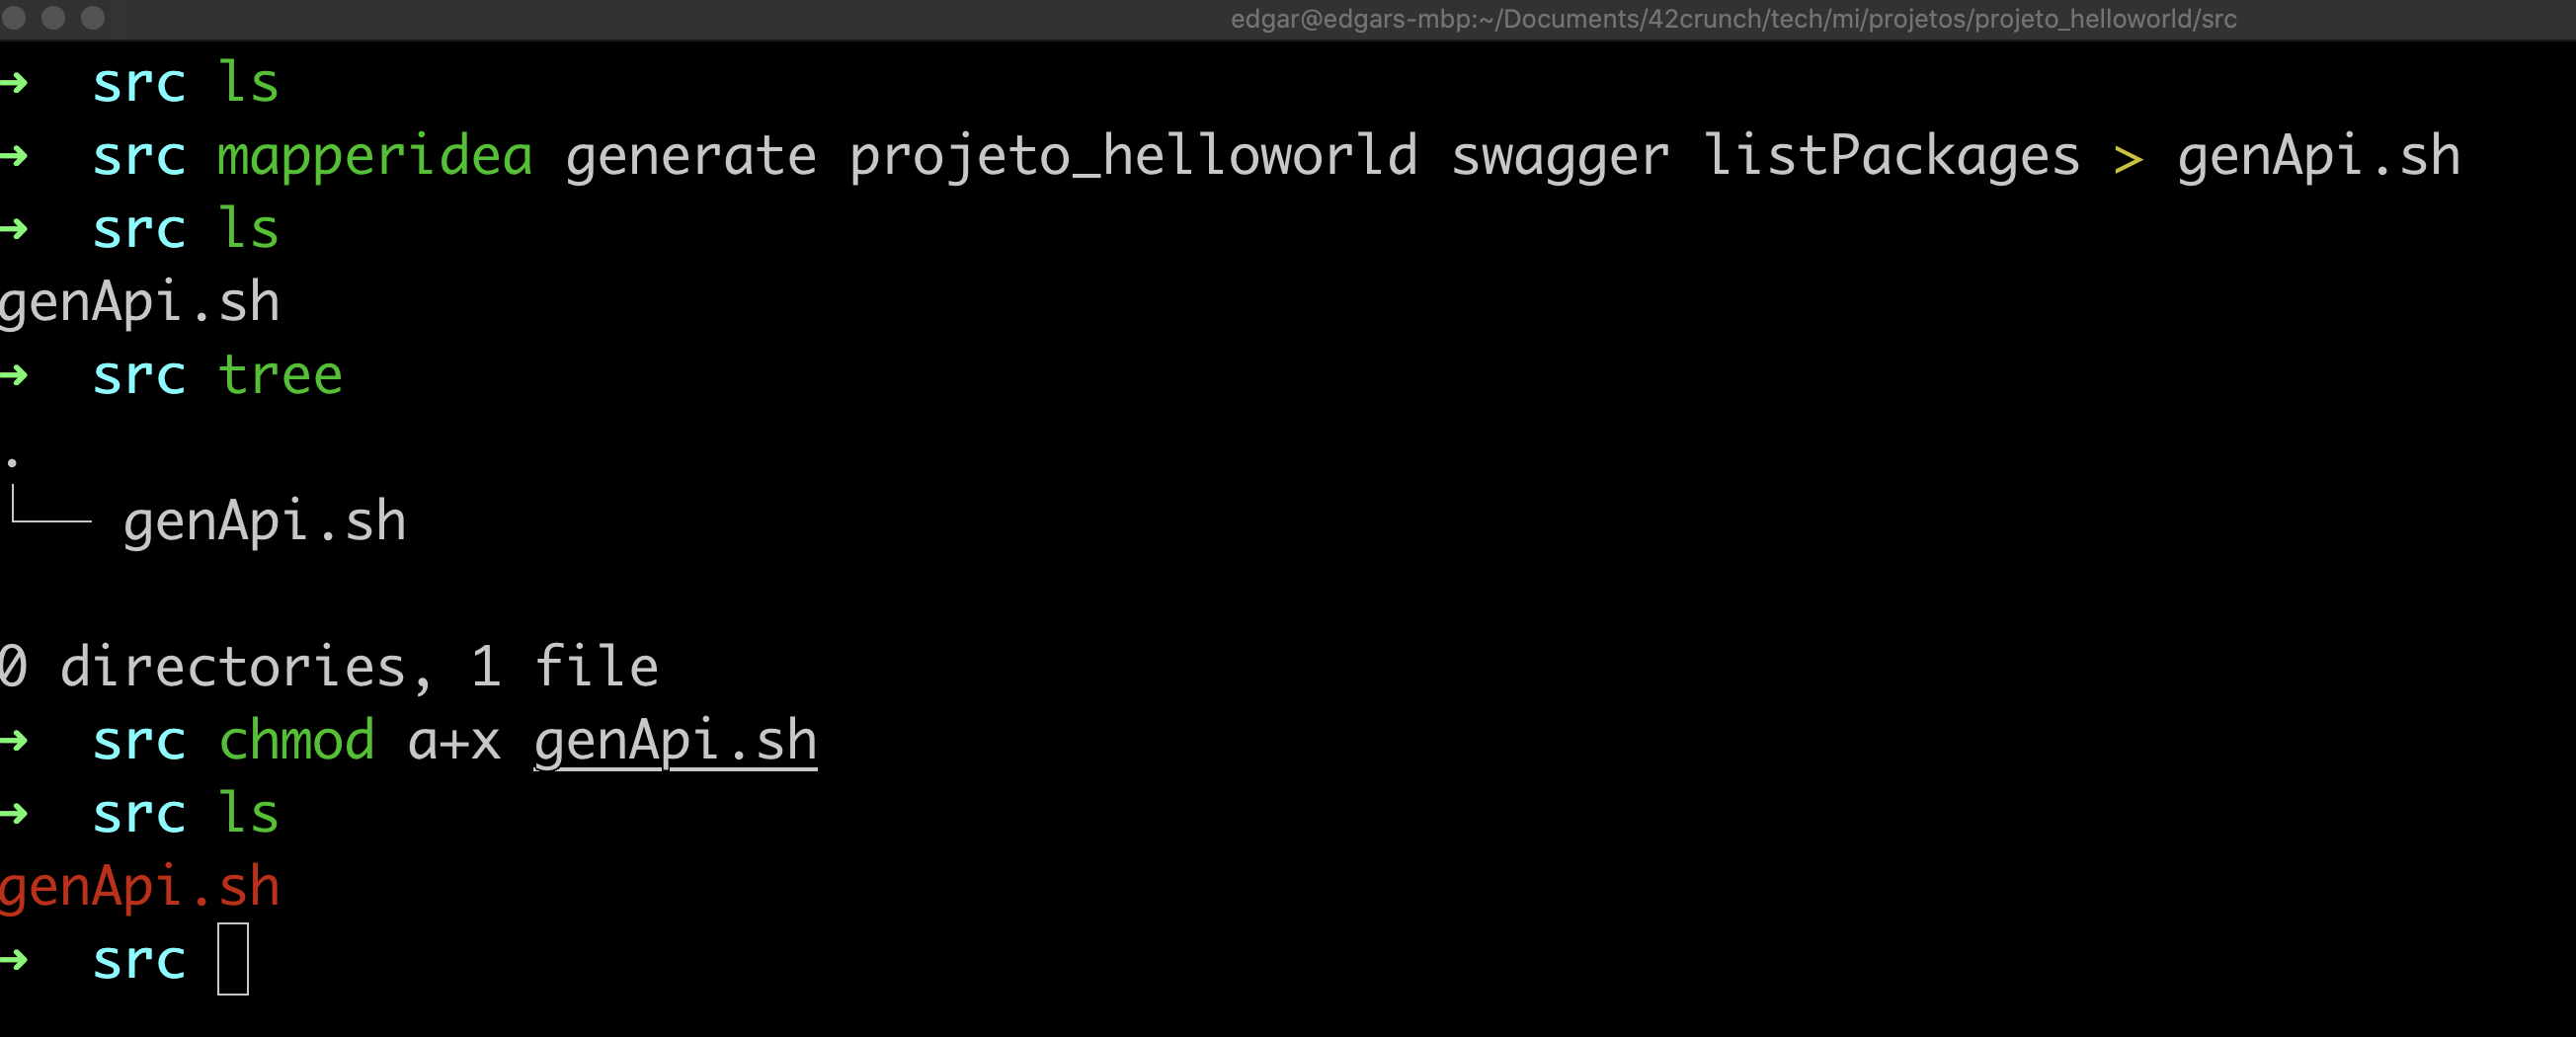 edgar@edgars-mbp:~/Documents/42crunch/tech/mi/projetos/projeto_helloworld/src
➜  src ls
➜  src mapperidea generate projeto_helloworld swagger listPackages > genApi.sh
➜  src ls
genApi.sh
➜  src tree
.
└── genApi.sh
0 directories, 1 file
➜  src chmod a+x genApi.sh
➜  src ls
genApi.sh
➜  src